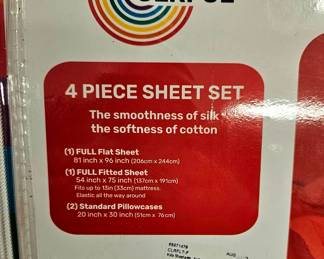 4 PIECE SHEET SET
The smoothness of silk
the softness of cotton
(1) FULL Flat Sheet
81 inch x 96 inch (206cm x 244cm)
(1) FULL Fitted Sheet
54 inch x 75 inch (137cm x 191cm)
Fits up to 13in (33cm) mattress.
Elastic all the way around
(2) Standard Pillowcases
20 inch x 30 inch (51cm x 76cm)
AUG